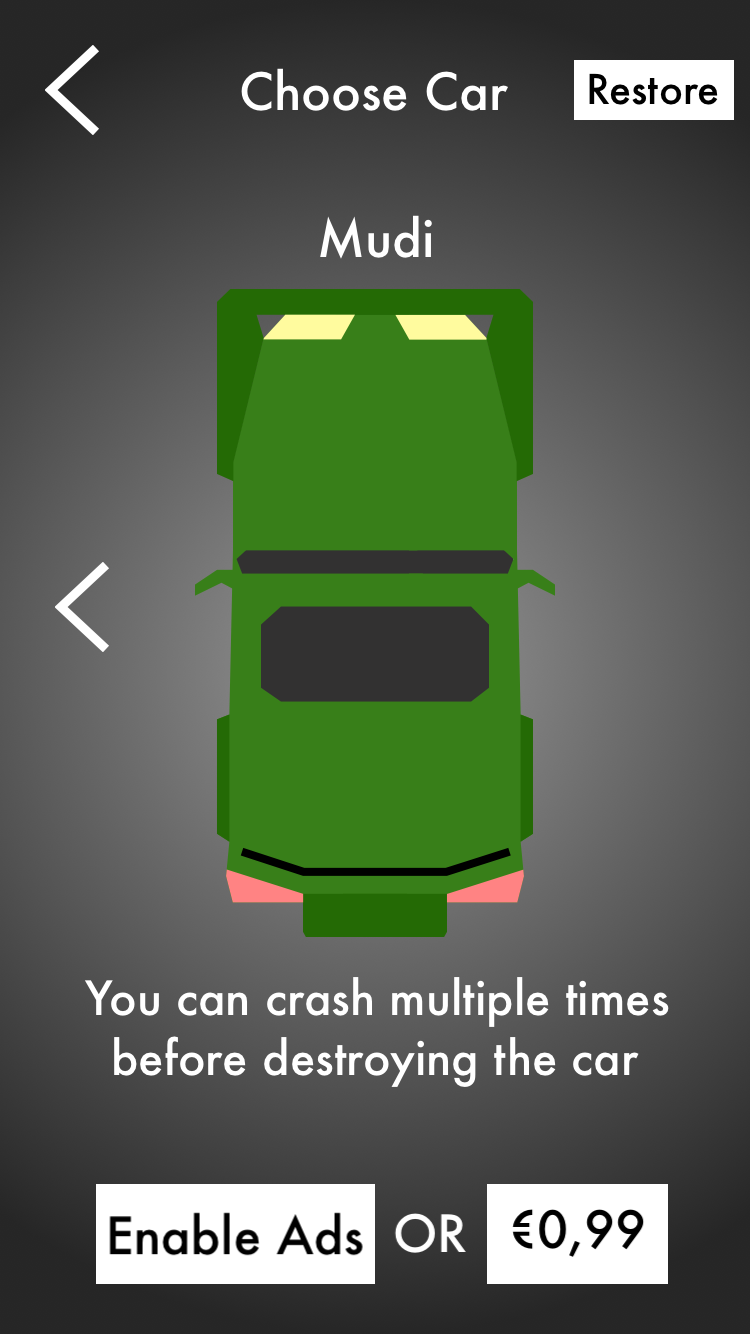 Choose Car
Restore
Mudi
You can crash multiple times
before destroying the car
Enable Ads OR €0,99